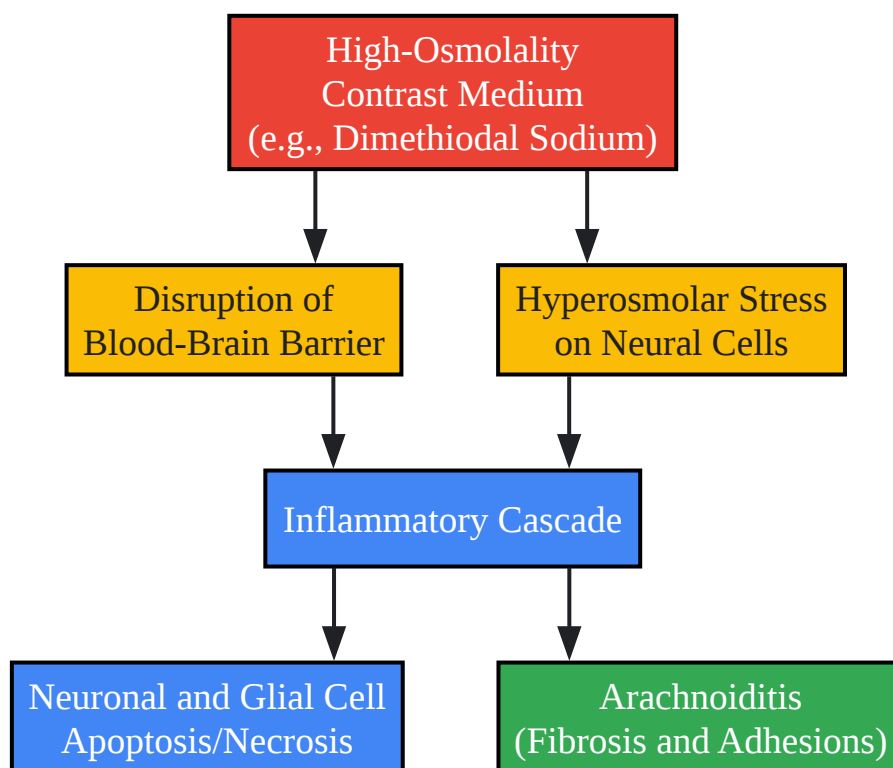 High-Osmolality
Contrast Medium
(e.g., Dimethiodal Sodium)
Disruption of
Blood-Brain Barrier
Hyperosmolar Stress
on Neural Cells
Inflammatory Cascade
Neuronal and Glial Cell
Apoptosis/Necrosis
Arachnoiditis
(Fibrosis and Adhesions)